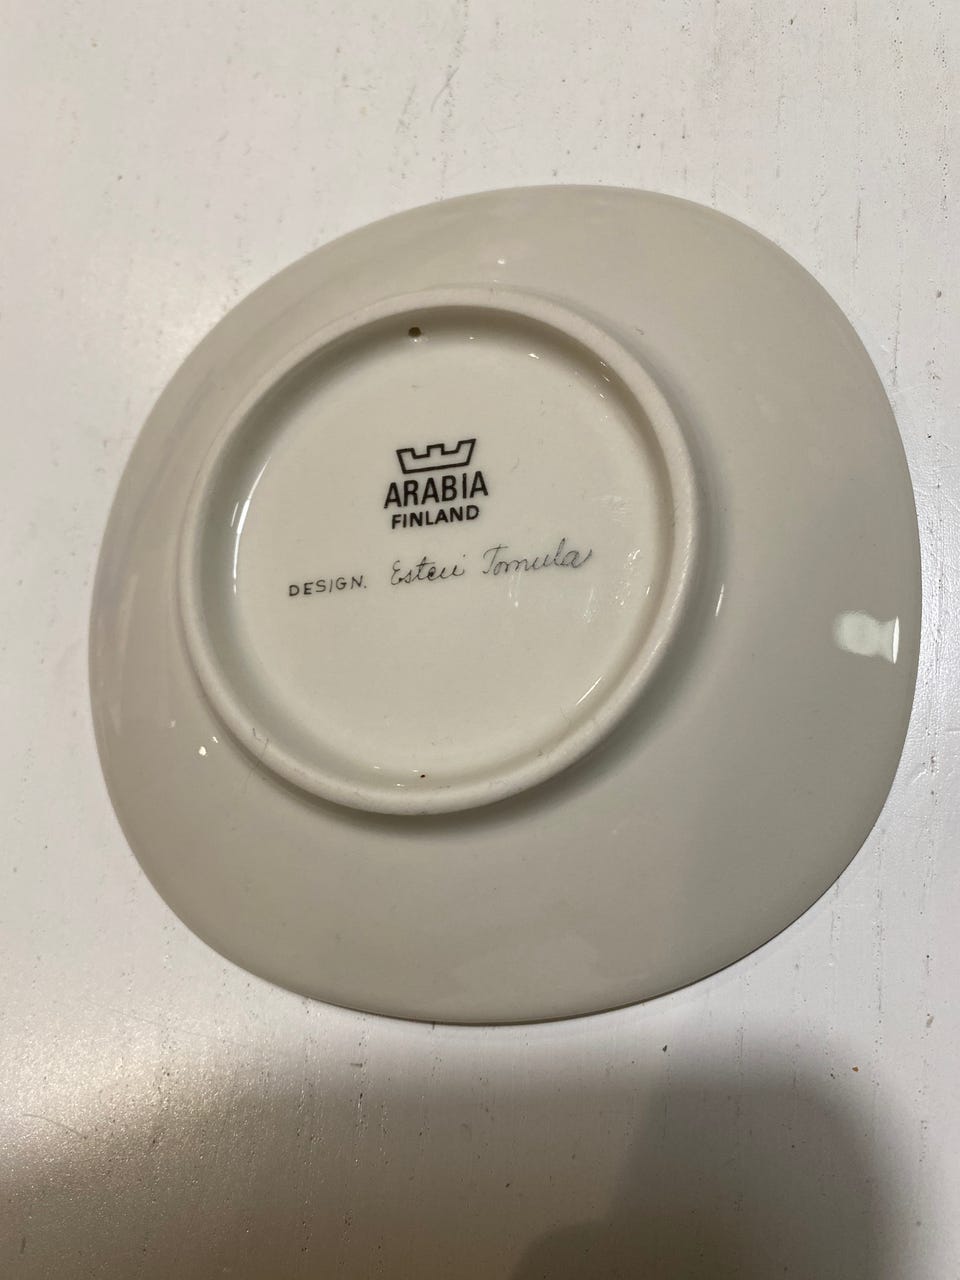 ARABIA
FINLAND
DESIGN. Esteri Tomula